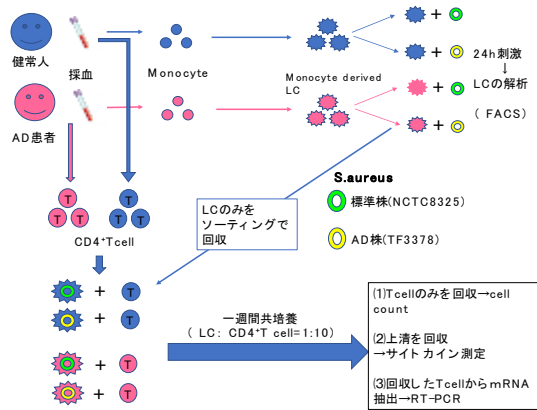 健常人
採血
Monocyte
Monocyte derived
LC
+
+
24h刺激
↓
LCの解析
( FACS)
+
+
AD患者
T
T T
T
T T
CD4⁺Tcell
LCのみを
ソーティングで
回収
S.aureus
標準株(NCTC8325)
AD株(TF3378)
+ T
+ T
+ T
+ T
一週間共培養
( LC: CD4⁺T cell=1:10)
⑴Tcellのみを回収→cell
count
⑵上清を回収
→サイトカイン測定
⑶回収したTcellからmRNA
抽出→RT-PCR